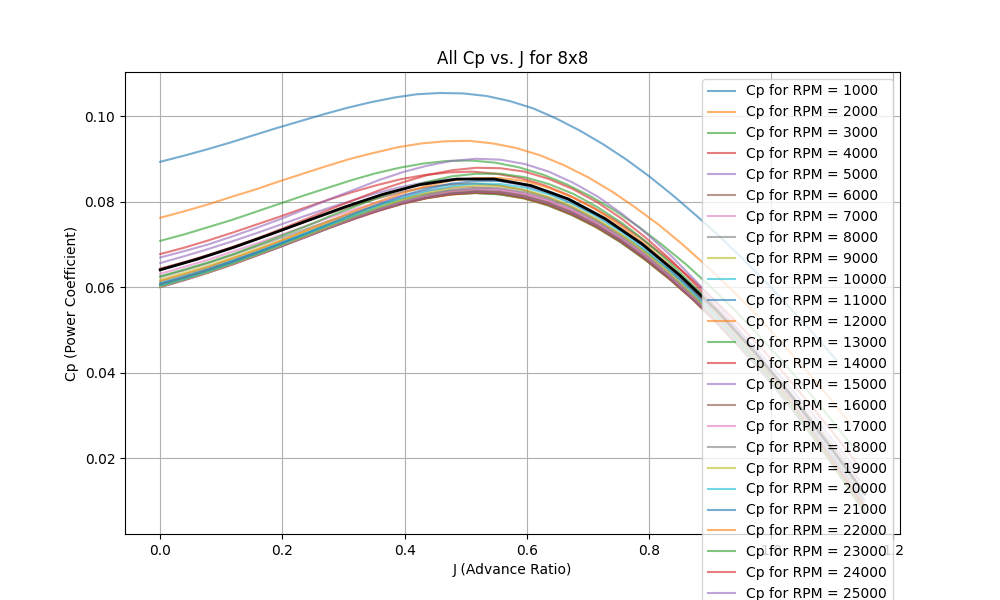 All Cp vs. J for 8x8
Cp (Power Coefficient)
0.10
0.08
0.06
0.04
0.02
0.0
0.2
0.4
0.6
0.8
1.0
1.2
J (Advance Ratio)
Cp for RPM = 1000
Cp for RPM = 2000
Cp for RPM = 3000
Cp for RPM = 4000
Cp for RPM = 5000
Cp for RPM = 6000
Cp for RPM = 7000
Cp for RPM = 8000
Cp for RPM = 9000
Cp for RPM = 10000
Cp for RPM = 11000
Cp for RPM = 12000
Cp for RPM = 13000
Cp for RPM = 14000
Cp for RPM = 15000
Cp for RPM = 16000
Cp for RPM = 17000
Cp for RPM = 18000
Cp for RPM = 19000
Cp for RPM = 20000
Cp for RPM = 21000
Cp for RPM = 22000
Cp for RPM = 23000
Cp for RPM = 24000
Cp for RPM = 25000